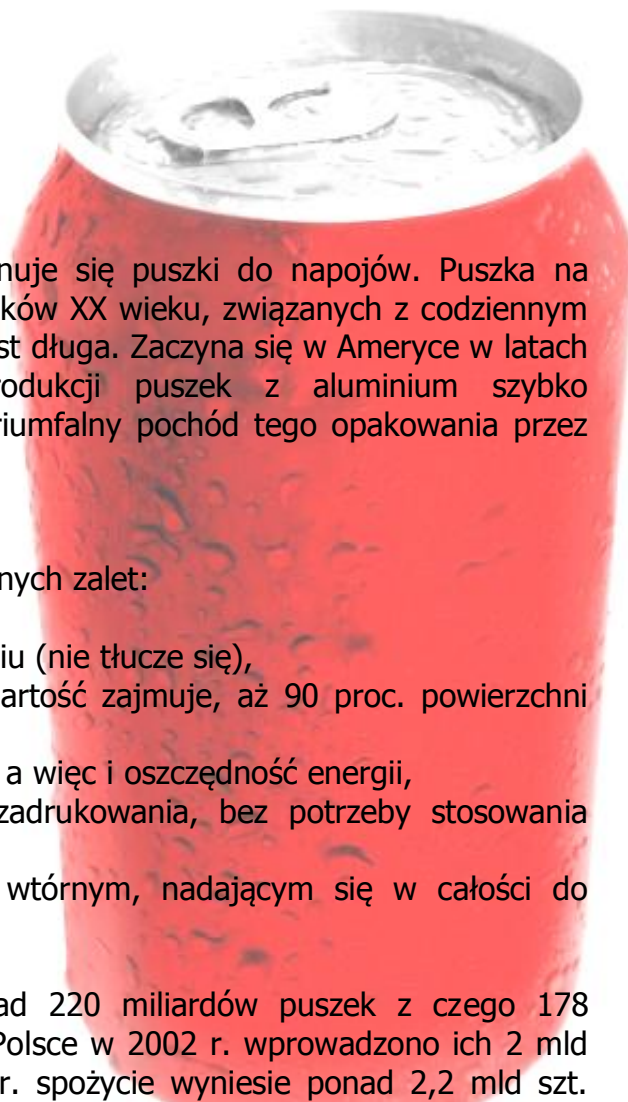 nuje się puszki do napojów. Puszka na
ków XX wieku, związanych z codziennym
st długa. Zaczyna się w Ameryce w latach
rodukcji puszek z aluminium szybko
riumfalny pochód tego opakowania przez
nych zalet:
iu (nie tłucze się),
artość zajmuje, aż 90 proc. powierzchni
a więc i oszczędność energii,
zadrukowania, bez potrzeby stosowania
wtórnym, nadającym się w całości do
ad 220 miliardów puszek z czego 178
Polsce w 2002 r. wprowadzono ich 2 mld
r. spożycie wyniesie ponad 2,2 mld szt.